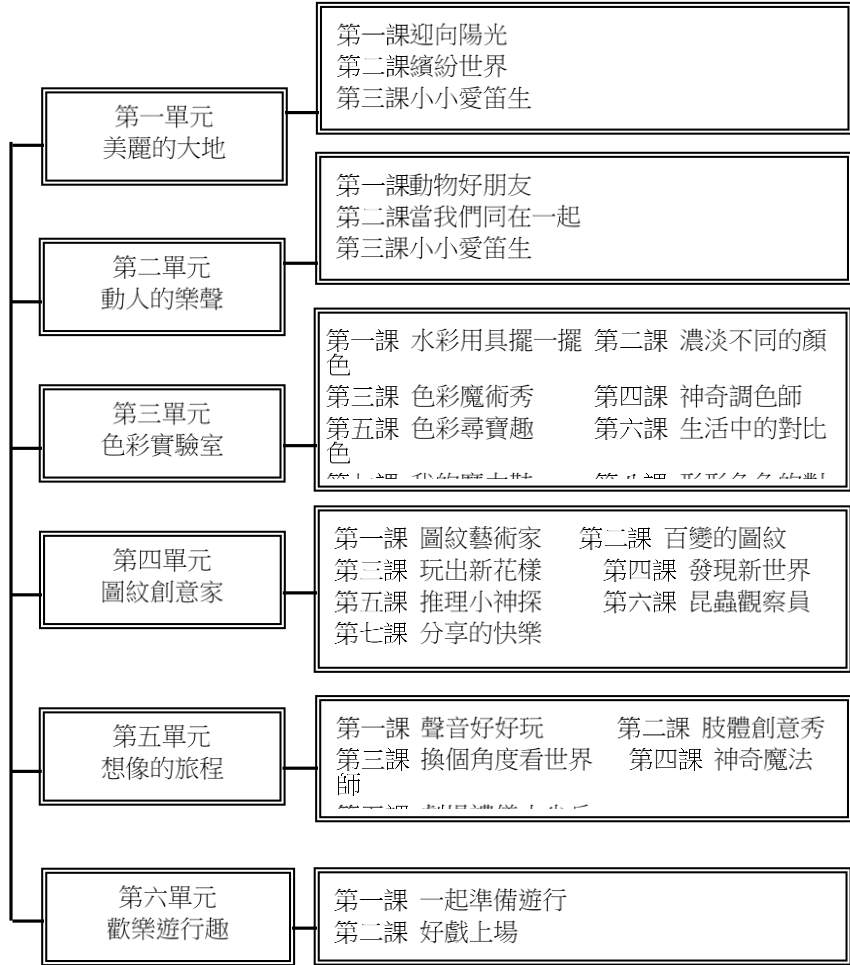 第一單元
美麗的大地
第一課迎向陽光
第二課繽紛世界
第三課小小愛笛生
第二單元
動人的樂聲
第一課動物好朋友
第二課當我們同在一起
第三課小小愛笛生
第三單元
色彩實驗室
第一課 水彩用具擺一擺 第二課 濃淡不同的顏
色
第三課 色彩魔術秀 第四課 神奇調色師
第五課 色彩尋寶趣 第六課 生活中的對比
色
第四單元
圖紋創意家
第一課 圖紋藝術家 第二課 百變的圖紋
第三課 玩出新花樣 第四課 發現新世界
第五課 推理小神探 第六課 昆蟲觀察員
第七課 分享的快樂
第五單元
想像的旅程
第一課 聲音好好玩 第二課 肢體創意秀
第三課 換個角度看世界 第四課 神奇魔法
師
第六單元
歡樂遊行趣
第一課 一起準備遊行
第二課 好戲上場